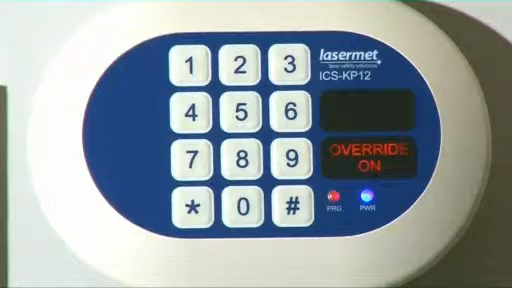 1 2 3
lasermet
laser safety solutions
ICS-KP12
4 5 6
7 8 9
OVERRIDE
ON
* 0 #
PRG PWR